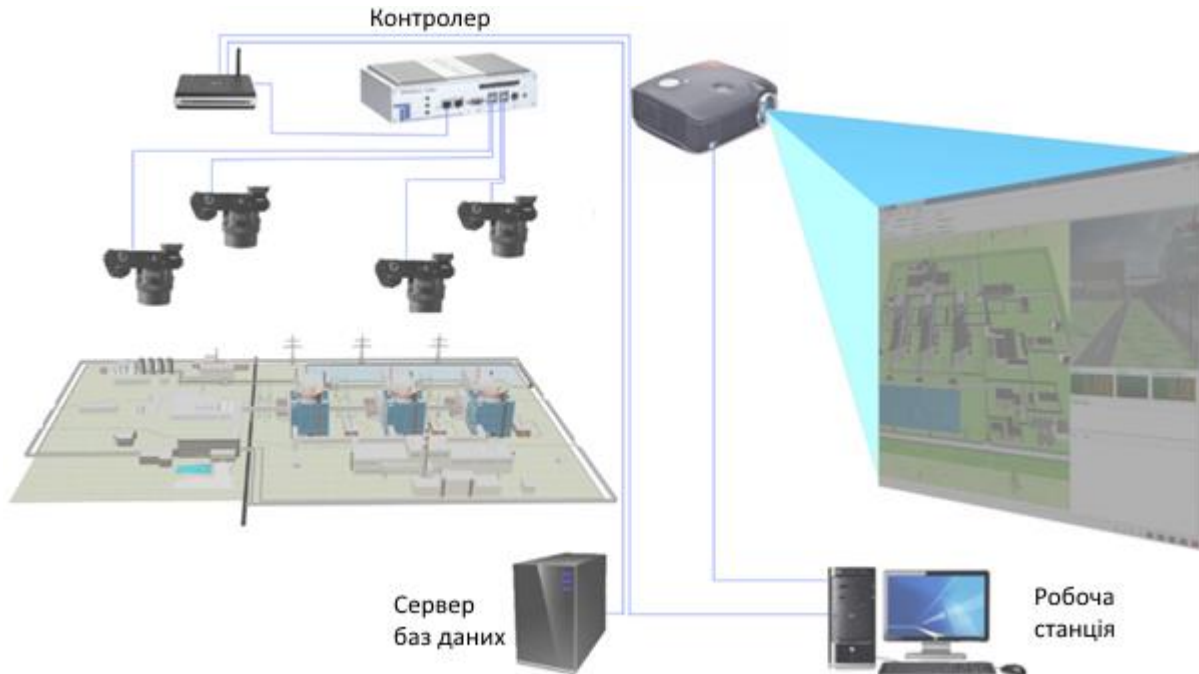 Контролер
Сервер
баз даних
Робоча
станція